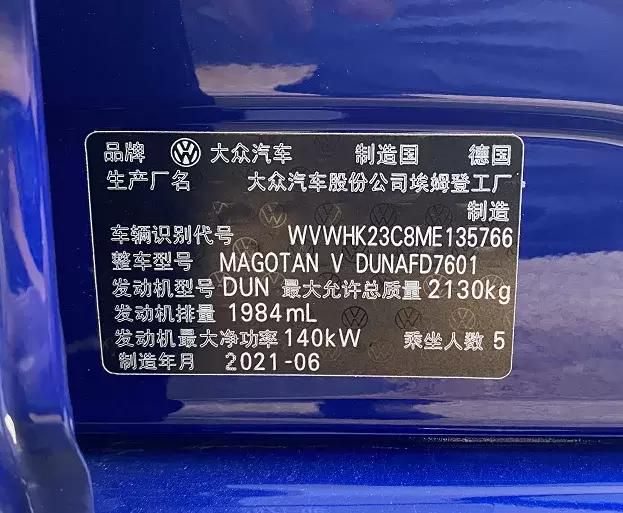 品牌 大众汽车 制造国 德国
生产厂名 大众汽车股份公司埃姆登工厂
制造
车辆识别代号 WVWHK23C8ME135766
整车型号 MAGOTAN V DUNAFD7601
发动机型号 DUN 最大允许总质量 2130kg
发动机排量 1984mL
发动机最大净功率 140kW 乘坐人数 5
制造年月 2021-06